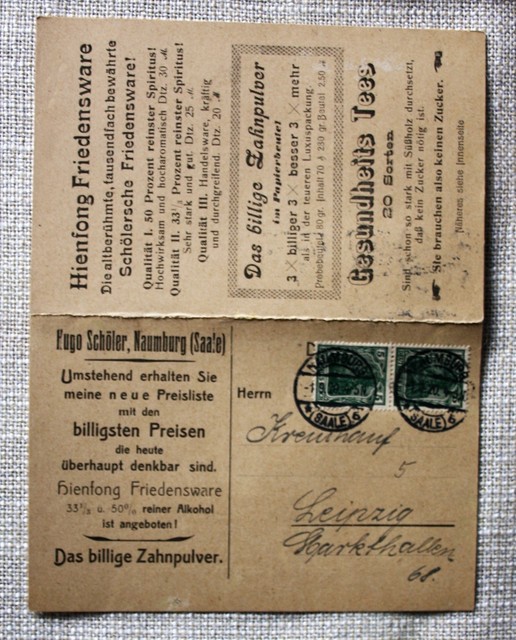 Hienfong Friedensware
Die altberühmte, tausendfach bewährte
Schölersche Friedensware!
Qualität I. 50 Prozent reinster Spiritus!
Hochwirksam und hocharomatisch Dtz. 30 M.
Qualität II. 33⅓ Prozent reinster Spiritus!
Sehr stark und gut. Dtz. 25 M.
Qualität III. Handelsware, kräftig
und durchgreifend. Dtz. 20 M.
Das billige Zahnpulver
im Papierbeutel
3 × billiger 3 × besser 3 × mehr
als in der teueren Luxuspackung.
Gesundheits Tees
20 Sorten
Sind schon so stark mit Süßholz durchsetzt,
daß kein Zucker nötig ist.
Sie brauchen also keinen Zucker.
Näheres siehe Innenseite
Hugo Schöler, Naumburg (Saale)
Umstehend erhalten Sie
meine neue Preisliste
mit den
billigsten Preisen
die heute
überhaupt denkbar sind.
Hienfong Friedensware
33⅓ u. 50% reiner Alkohol
ist angeboten!
Das billige Zahnpulver.
Herrn
5
Leipzig
Markthallen
68.
(SAALE)
(SAALE)